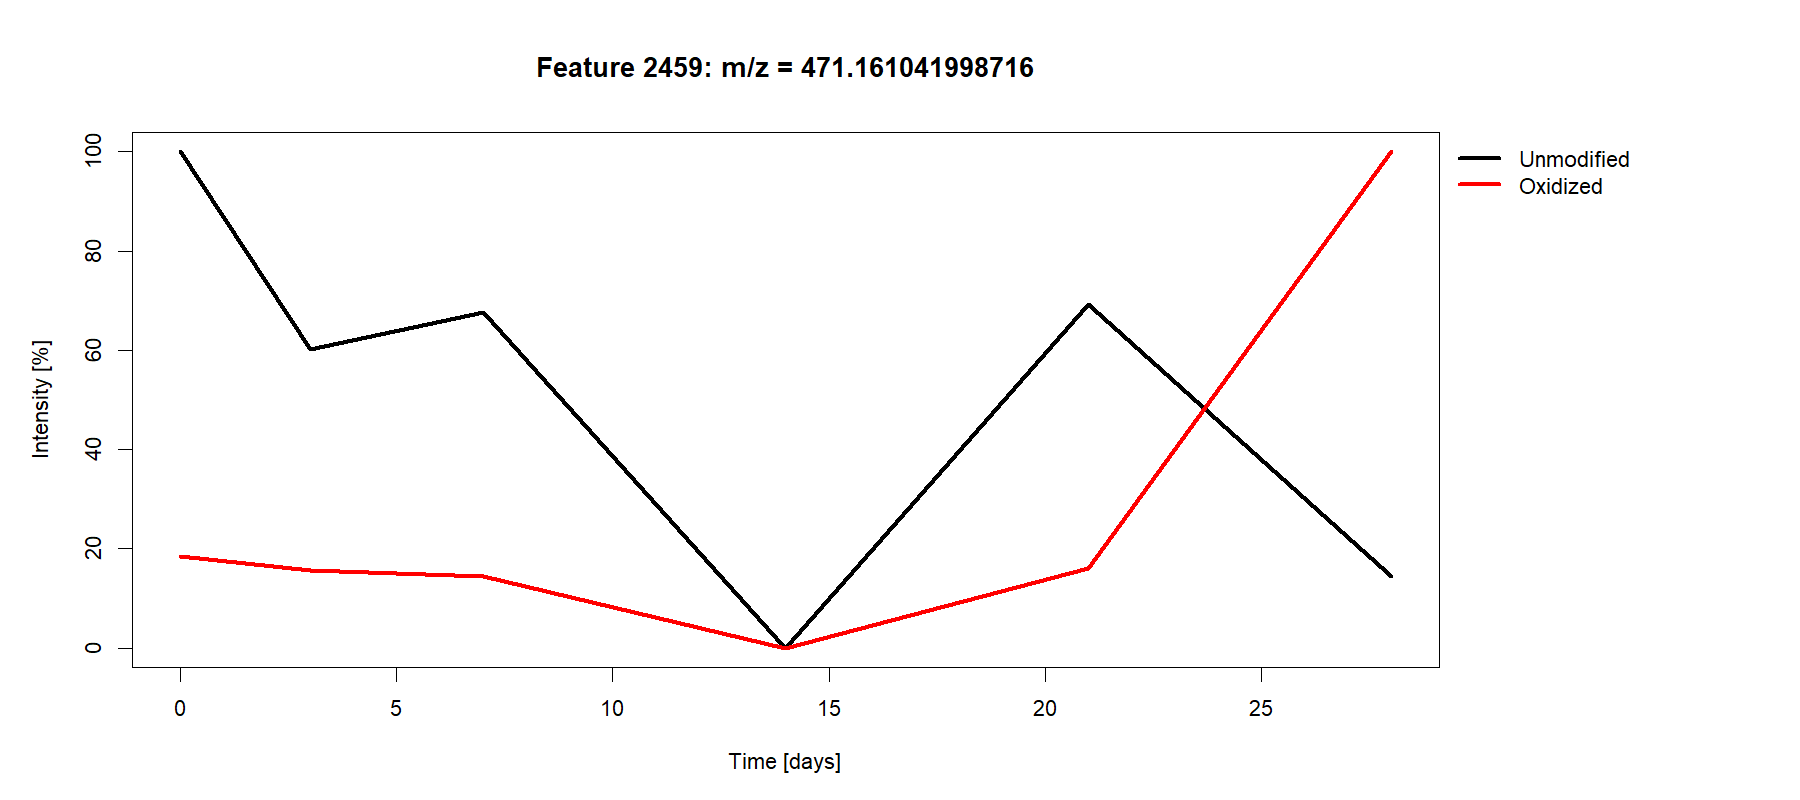 Feature 2459: m/z = 471.161041998716
Unmodified
Oxidized
Intensity [%]
100
80
60
40
20
0
0 5 10 15 20 25
Time [days]